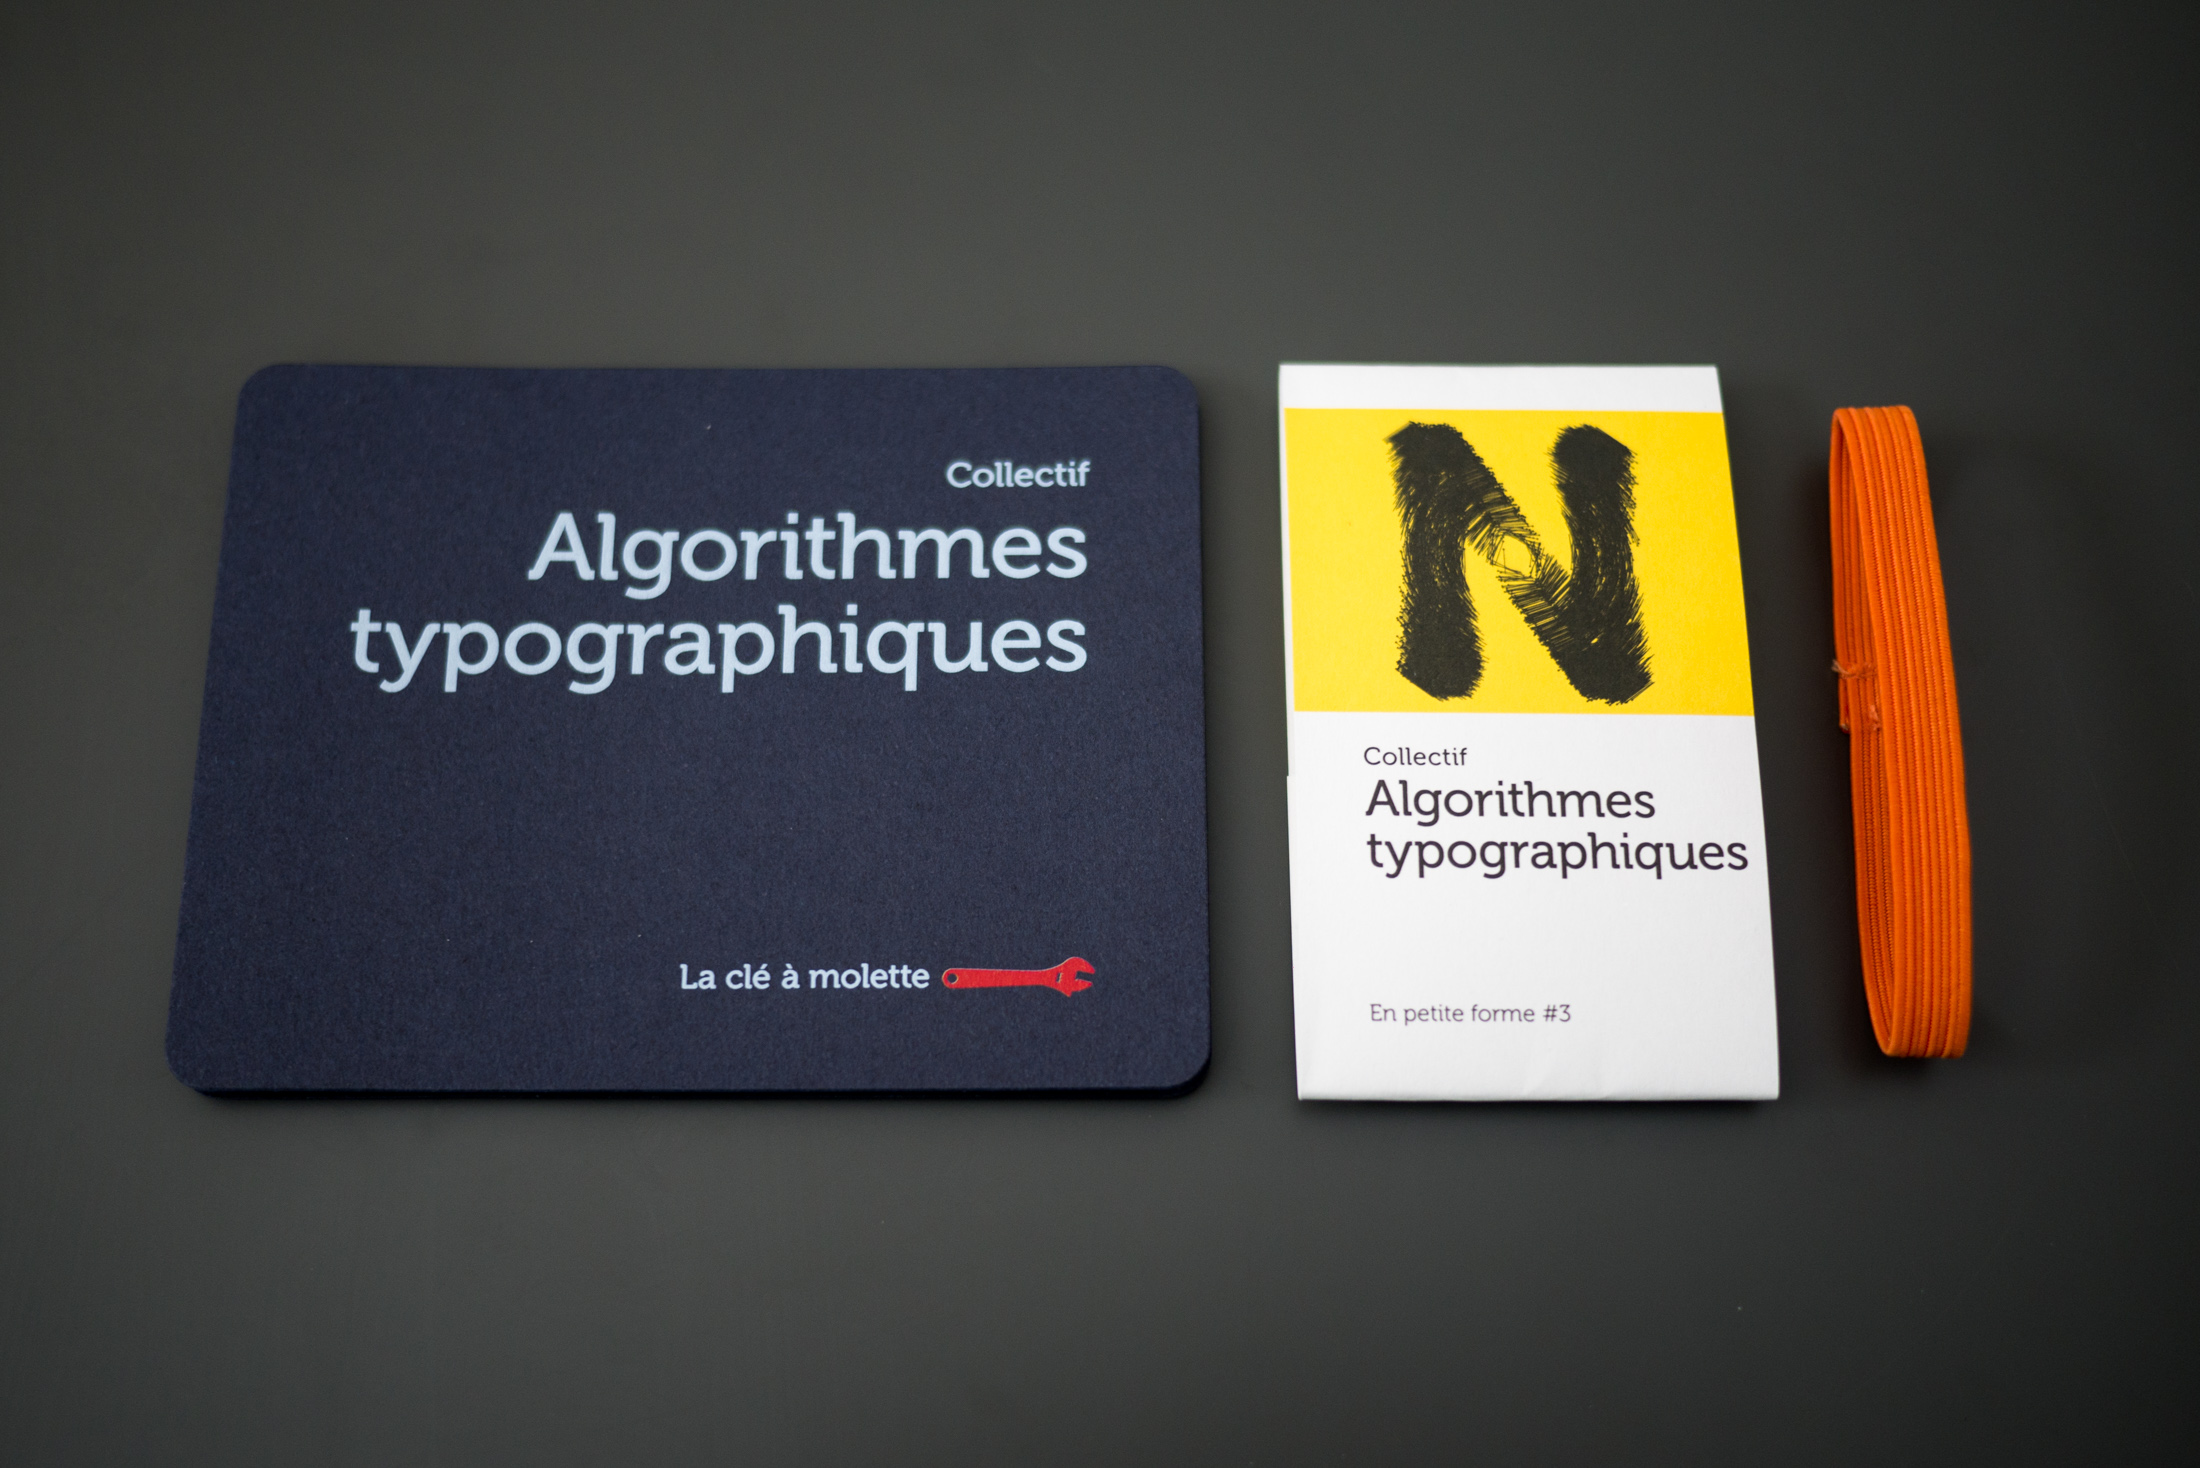 Collectif
Algorithmes
typographiques
La clé à molette
N
Collectif
Algorithmes
typographiques
En petite forme #3